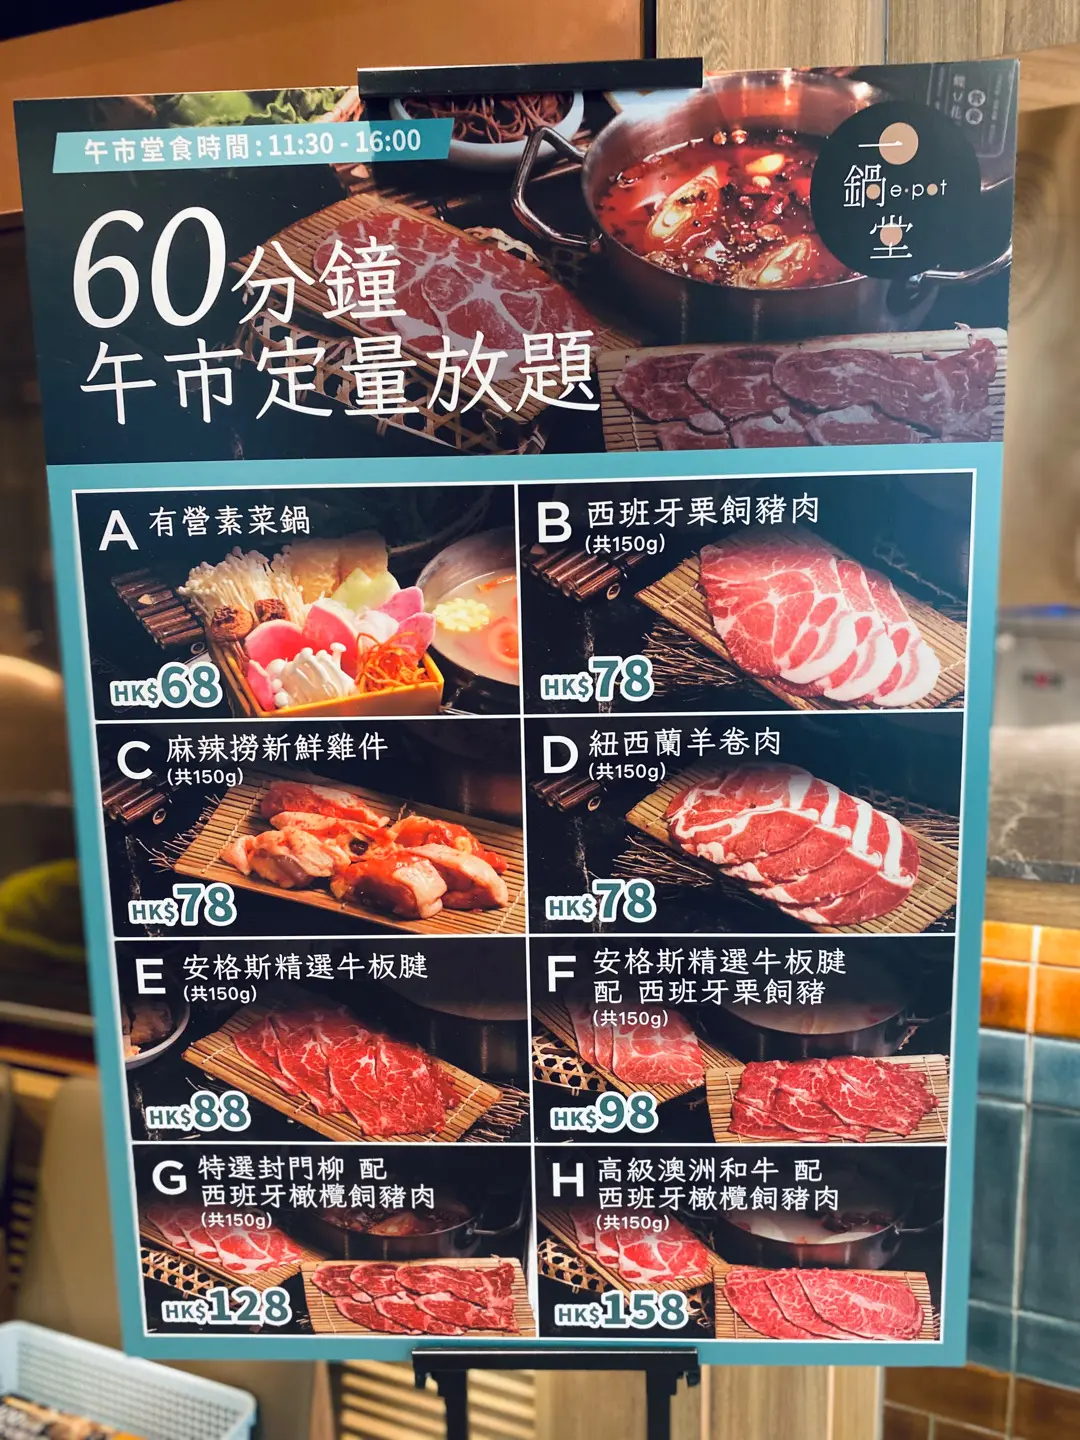 午市堂食時間：11:30 - 16:00
一
鍋 e·pot
堂
60分鐘
午市定量放題
A 有營素菜鍋
HK$68
B 西班牙栗飼豬肉
(共150g)
HK$78
C 麻辣撈新鮮雞件
(共150g)
HK$78
D 紐西蘭羊卷肉
(共150g)
HK$78
E 安格斯精選牛板腱
(共150g)
HK$88
F 安格斯精選牛板腱
配 西班牙栗飼豬
(共150g)
HK$98
G 特選封門柳 配
西班牙橄欖飼豬肉
(共150g)
HK$128
H 高級澳洲和牛 配
西班牙橄欖飼豬肉
(共150g)
HK$158